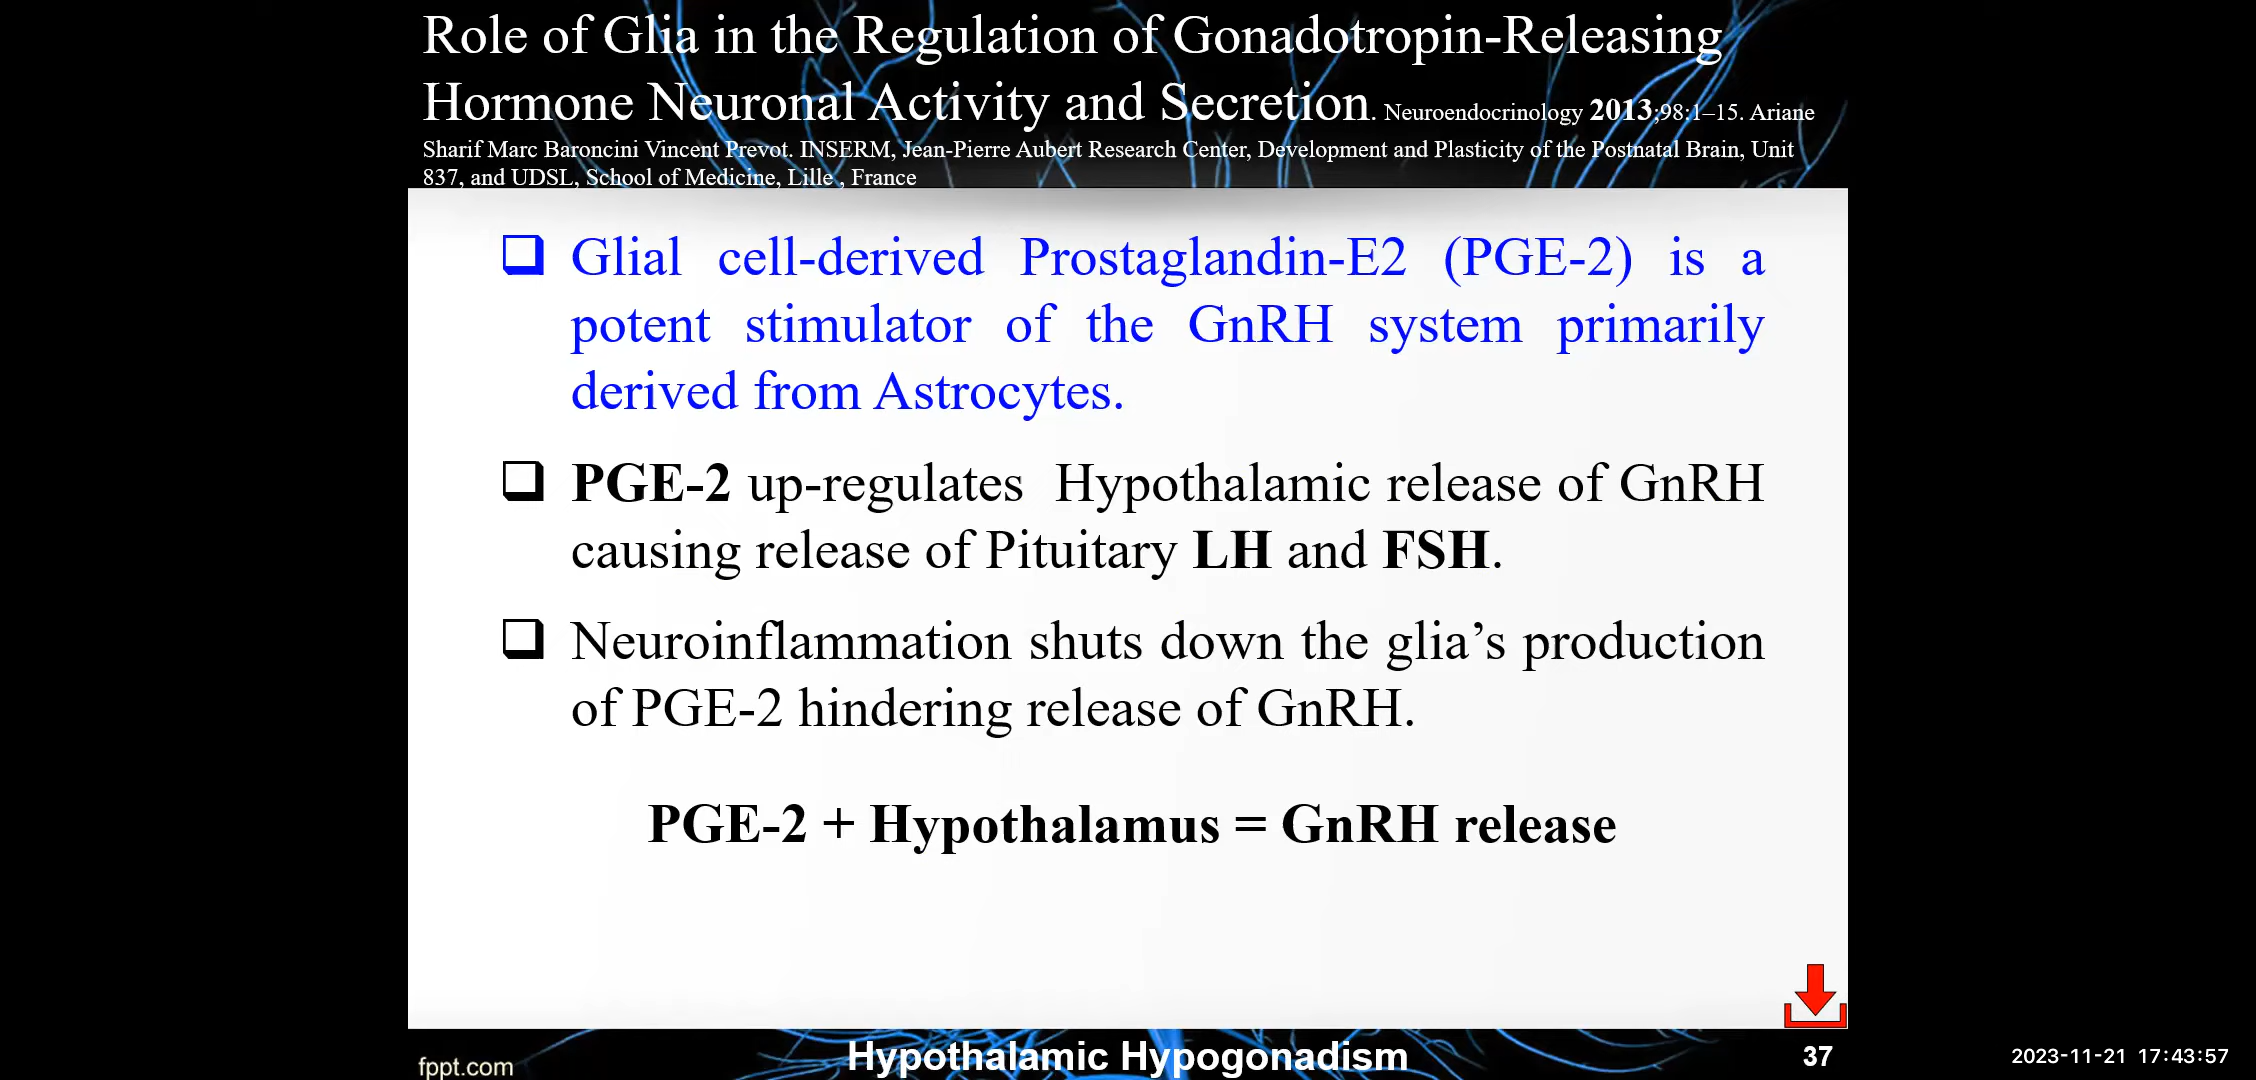 Role of Glia in the Regulation of Gonadotropin-Releasing
Hormone Neuronal Activity and Secretion. Neuroendocrinology 2013;98:1–15. Ariane
Sharif Marc Baroncini Vincent Prevot. INSERM, Jean-Pierre Aubert Research Center, Development and Plasticity of the Postnatal Brain, Unit
837, and UDSL, School of Medicine, Lille , France
❑ Glial cell-derived Prostaglandin-E2 (PGE-2) is a
potent stimulator of the GnRH system primarily
derived from Astrocytes.
❑ PGE-2 up-regulates Hypothalamic release of GnRH
causing release of Pituitary LH and FSH.
❑ Neuroinflammation shuts down the glia’s production
of PGE-2 hindering release of GnRH.
PGE-2 + Hypothalamus = GnRH release
fppt.com
Hypothalamic Hypogonadism
37
2023-11-21 17:43:57